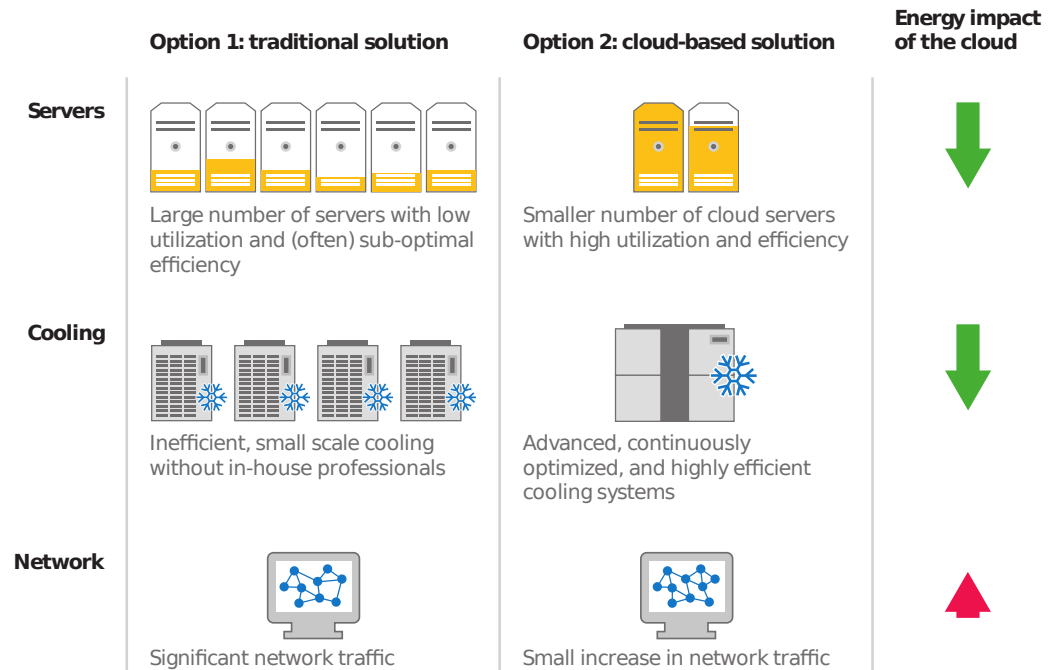 Option 1: traditional solution
Option 2: cloud-based solution
Energy impact
of the cloud
Servers
Large number of servers with low
utilization and (often) sub-optimal
efficiency
Smaller number of cloud servers
with high utilization and efficiency
Cooling
Inefficient, small scale cooling
without in-house professionals
Advanced, continuously
optimized, and highly efficient
cooling systems
Network
Significant network traffic
Small increase in network traffic